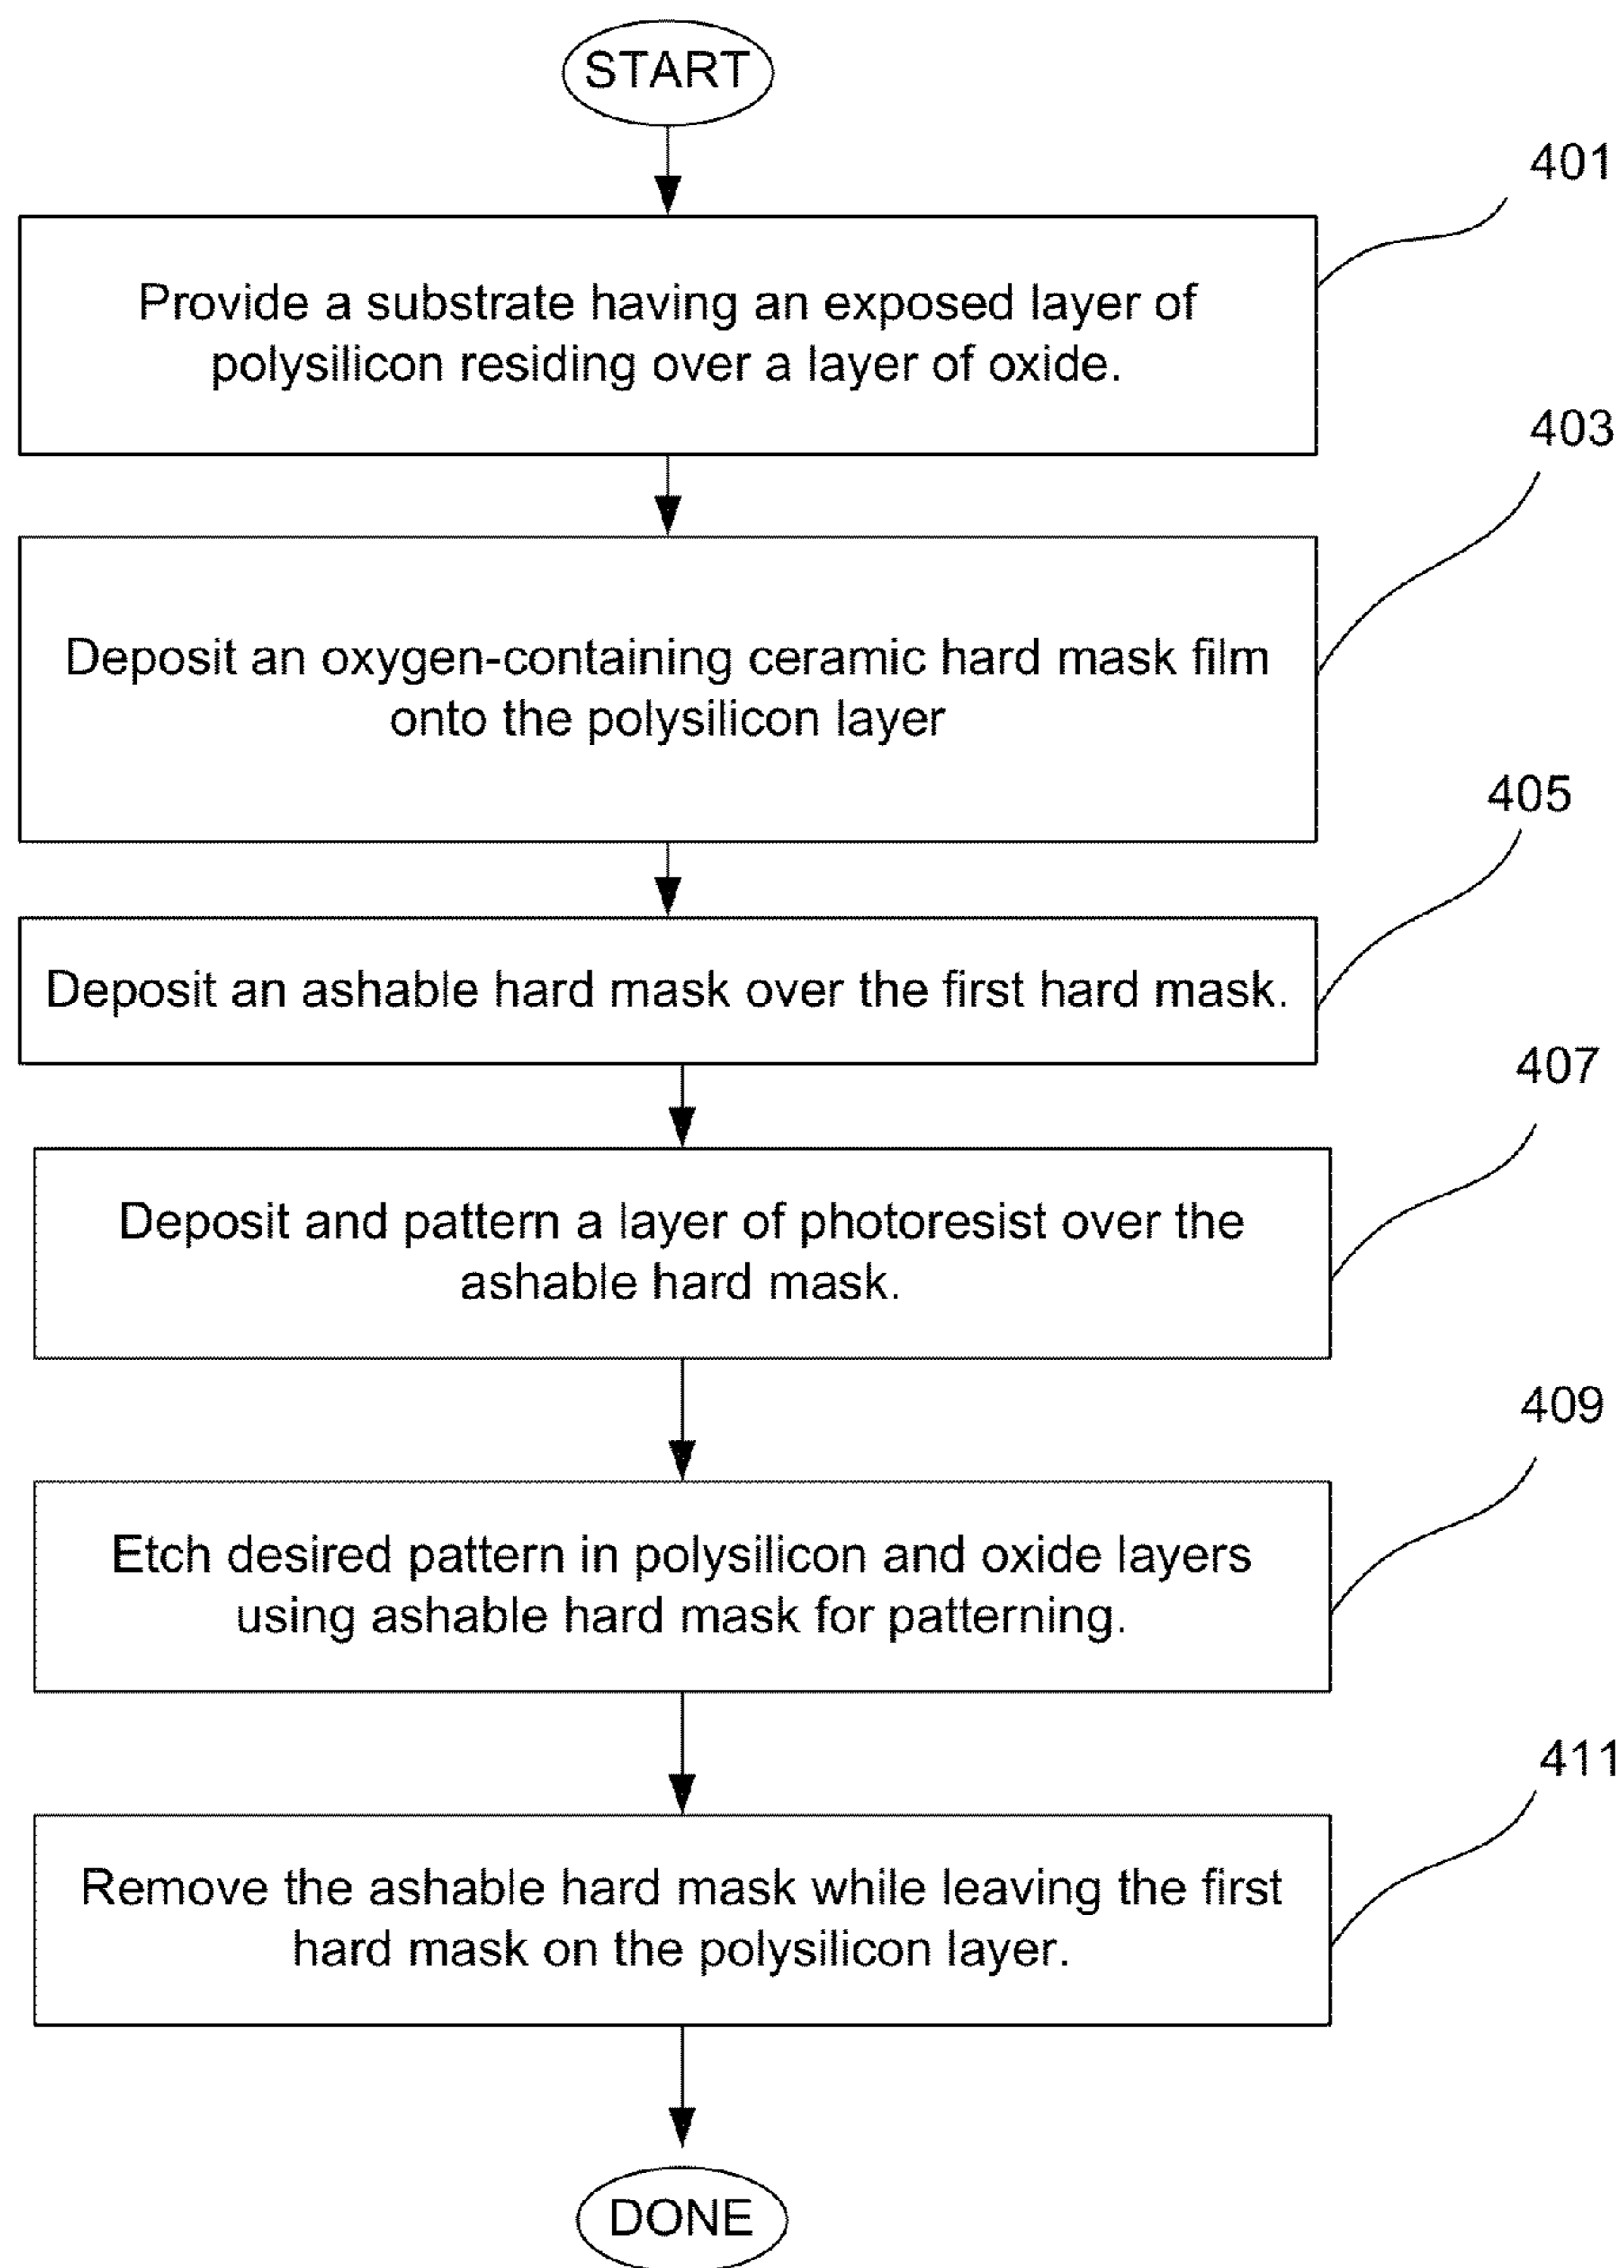 START
401
Provide a substrate having an exposed layer of
polysilicon residing over a layer of oxide.
403
Deposit an oxygen-containing ceramic hard mask film
onto the polysilicon layer
405
Deposit an ashable hard mask over the first hard mask.
407
Deposit and pattern a layer of photoresist over the
ashable hard mask.
409
Etch desired pattern in polysilicon and oxide layers
using ashable hard mask for patterning.
411
Remove the ashable hard mask while leaving the first
hard mask on the polysilicon layer.
DONE